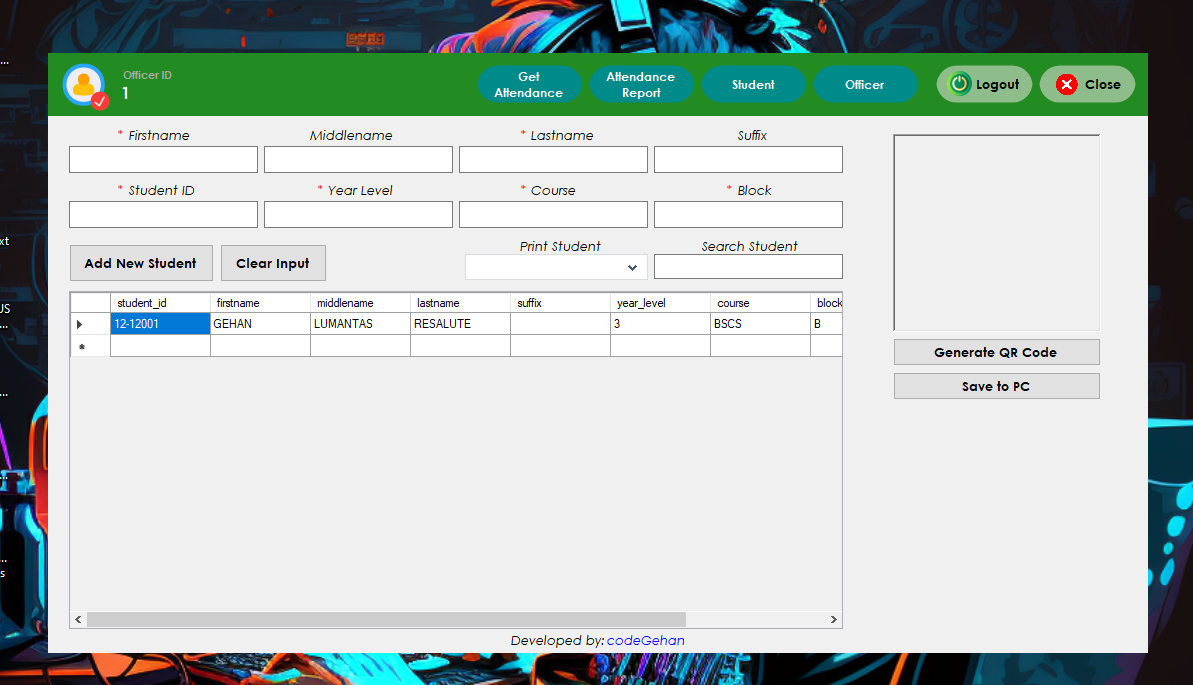 Officer ID
1
Get Attendance
Attendance Report
Student
Officer
Logout
Close
* Firstname
Middlename
* Lastname
Suffix
* Student ID
* Year Level
* Course
* Block
Print Student
Search Student
Add New Student
Clear Input
student_id firstname middlename lastname suffix year_level course block
12-12001 GEHAN LUMANTAS RESALUTE 3 BSCS B
Generate QR Code
Save to PC
Developed by: codeGehan